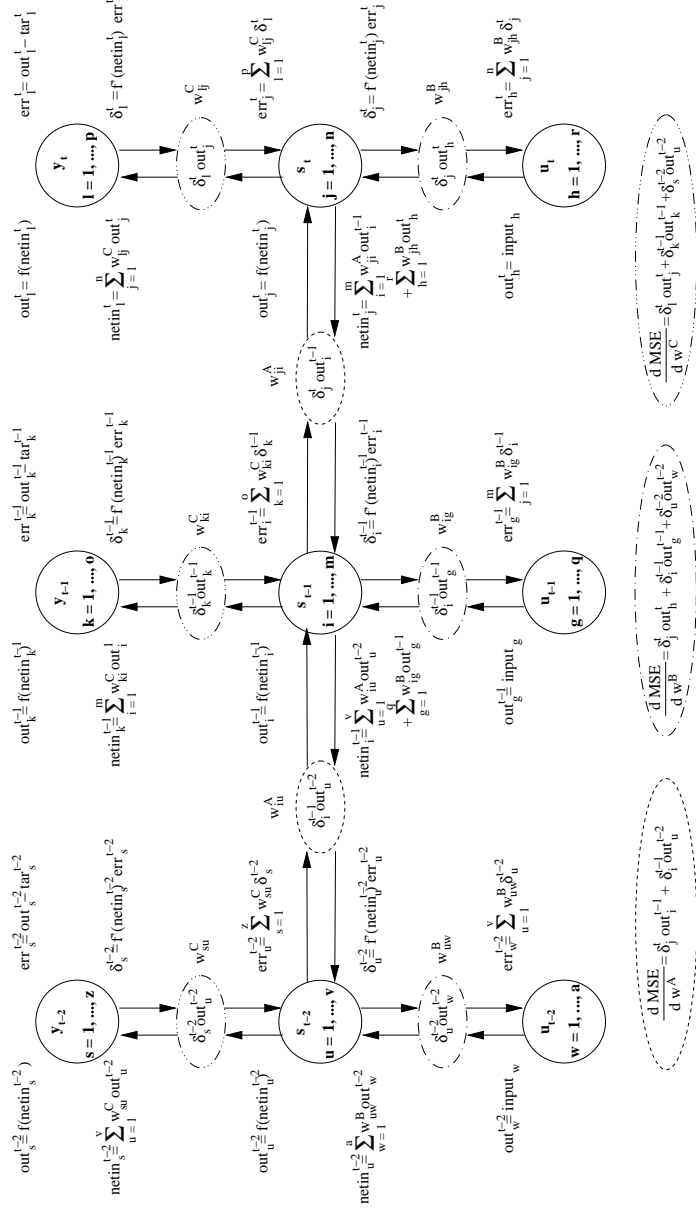 out_s^{t−2} = f(netin_s^{t−2})
err_s^{t−2} = out_s^{t−2} − tar_s^{t−2}
y_{t−2}
s = 1, ..., z
netin_s^{t−2} = Σ_{u=1}^{v} w_{su}^C out_u^{t−2}
δ_s^{t−2} = f'(netin_s^{t−2}) err_s^{t−2}
δ_s^{t−2} out_u^{t−2}
w_{su}^C
out_u^{t−2} = f(netin_u^{t−2})
err_u^{t−2} = Σ_{s=1}^{z} w_{su}^C δ_s^{t−2}
s_{t−2}
u = 1, ..., v
netin_u^{t−2} = Σ_{w=1}^{a} w_{uw}^B out_w^{t−2}
δ_u^{t−2} = f'(netin_u^{t−2}) err_u^{t−2}
δ_u^{t−2} out_w^{t−2}
w_{uw}^B
out_w^{t−2} = input_w
err_w^{t−2} = Σ_{u=1}^{v} w_{uw}^B δ_u^{t−2}
u_{t−2}
w = 1, ..., a
w_{iu}^A
δ_i^{t−1} out_u^{t−2}
out_k^{t−1} = f(netin_k^{t−1})
err_k^{t−1} = out_k^{t−1} − tar_k^{t−1}
y_{t−1}
k = 1, ..., o
netin_k^{t−1} = Σ_{i=1}^{m} w_{ki}^C out_i^{t−1}
δ_k^{t−1} = f'(netin_k^{t−1}) err_k^{t−1}
δ_k^{t−1} out_k^{t−1}
w_{ki}^C
out_i^{t−1} = f(netin_i^{t−1})
err_i^{t−1} = Σ_{k=1}^{o} w_{ki}^C δ_k^{t−1}
s_{t−1}
i = 1, ..., m
netin_i^{t−1} = Σ_{u=1}^{v} w_{iu}^A out_u^{t−2}
+ Σ_{g=1}^{q} w_{ig}^B out_g^{t−1}
δ_i^{t−1} = f'(netin_i^{t−1}) err_i^{t−1}
δ_i^{t−1} out_g^{t−1}
w_{ig}^B
out_g^{t−1} = input_g
err_g^{t−1} = Σ_{j=1}^{m} w_{ig}^B δ_i^{t−1}
u_{t−1}
g = 1, ..., q
w_{ji}^A
δ_j^t out_i^{t−1}
out_l^t = f(netin_l^t)
err_l^t = out_l^t − tar_l^t
y_t
l = 1, ..., p
netin_l^t = Σ_{j=1}^{n} w_{lj}^C out_j^t
δ_l^t = f'(netin_l^t) err_l^t
δ_l^t out_j^t
w_{lj}^C
out_j^t = f(netin_j^t)
err_j^t = Σ_{l=1}^{p} w_{lj}^C δ_l^t
s_t
j = 1, ..., n
netin_j^t = Σ_{i=1}^{m} w_{ji}^A out_i^{t−1}
+ Σ_{h=1}^{r} w_{jh}^B out_h^t
δ_j^t = f'(netin_j^t) err_j^t
δ_j^t out_h^t
w_{jh}^B
out_h^t = input_h
err_h^t = Σ_{j=1}^{n} w_{jh}^B δ_j^t
u_t
h = 1, ..., r
d MSE / d w^A = δ_j^t out_i^{t−1} + δ_i^{t−1} out_u^{t−2}
d MSE / d w^B = δ_j^t out_h^t + δ_i^{t−1} out_g^{t−1} + δ_u^{t−2} out_w^{t−2}
d MSE / d w^C = δ_l^t out_j^t + δ_k^{t−1} out_k^{t−1} + δ_s^{t−2} out_u^{t−2}